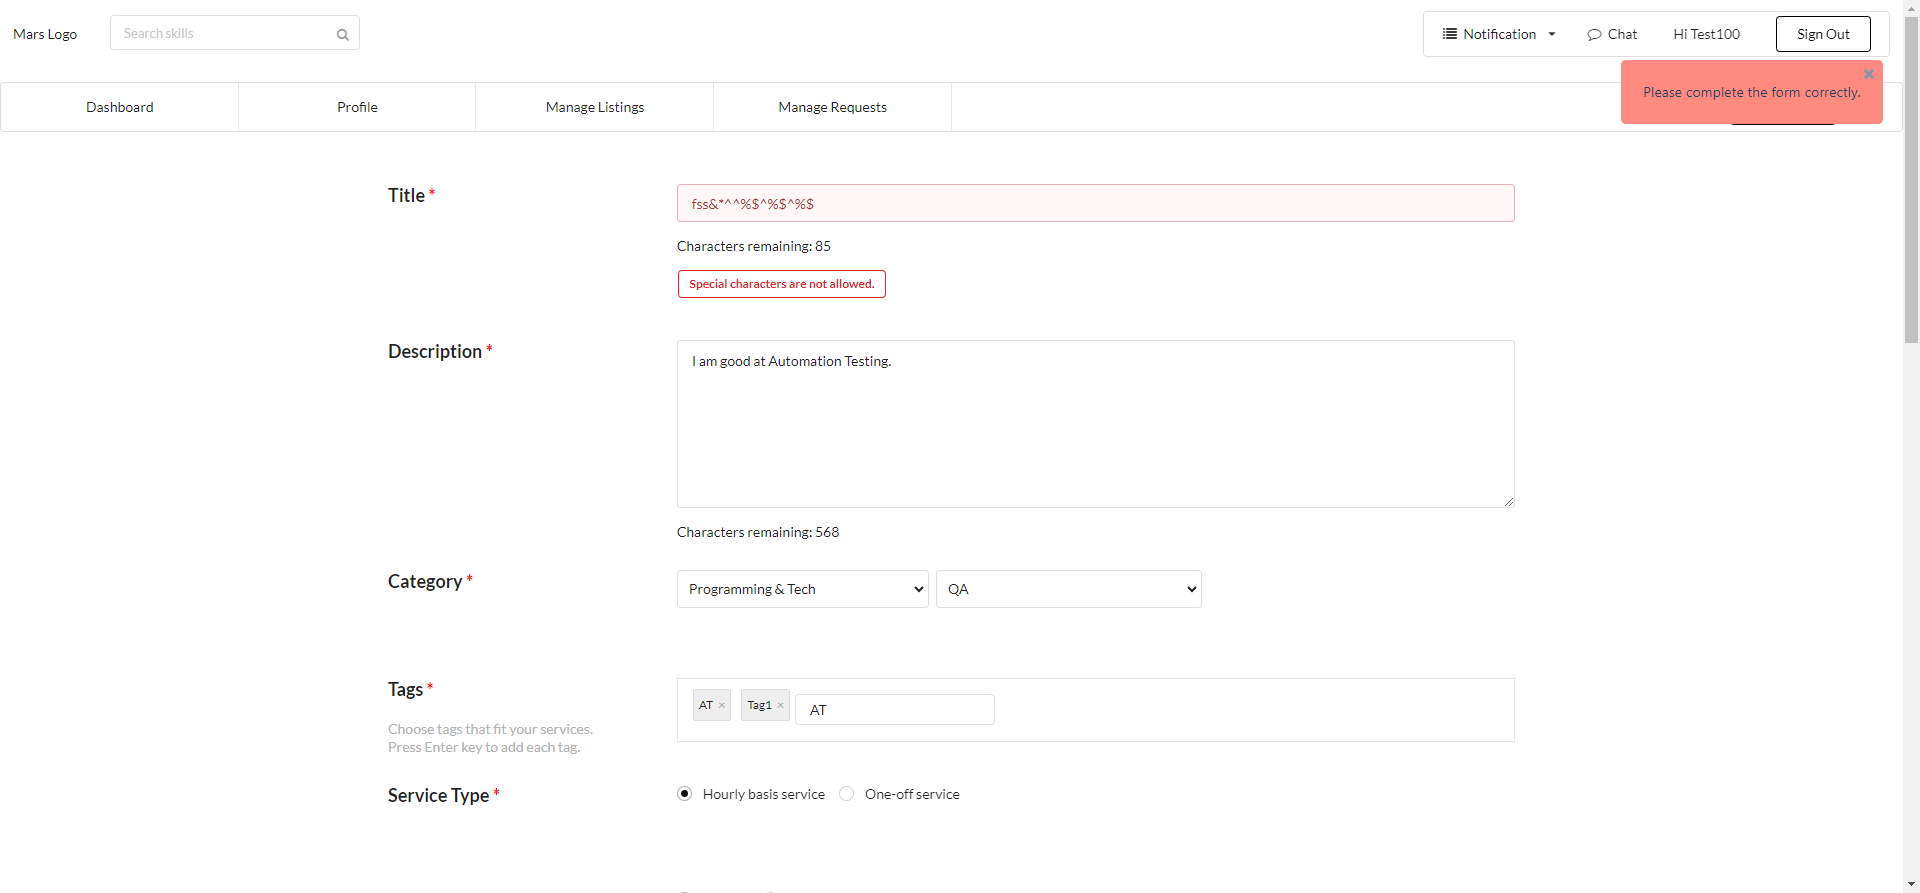 Mars Logo
Search skills
Notification
Chat
Hi Test100
Sign Out
Please complete the form correctly.
Dashboard
Profile
Manage Listings
Manage Requests
Title *
fss&*^^%$^%$^%$
Characters remaining: 85
Special characters are not allowed.
Description *
I am good at Automation Testing.
Characters remaining: 568
Category *
Programming & Tech
QA
Tags *
Choose tags that fit your services.
Press Enter key to add each tag.
AT ×
Tag1 ×
AT
Service Type *
Hourly basis service
One-off service